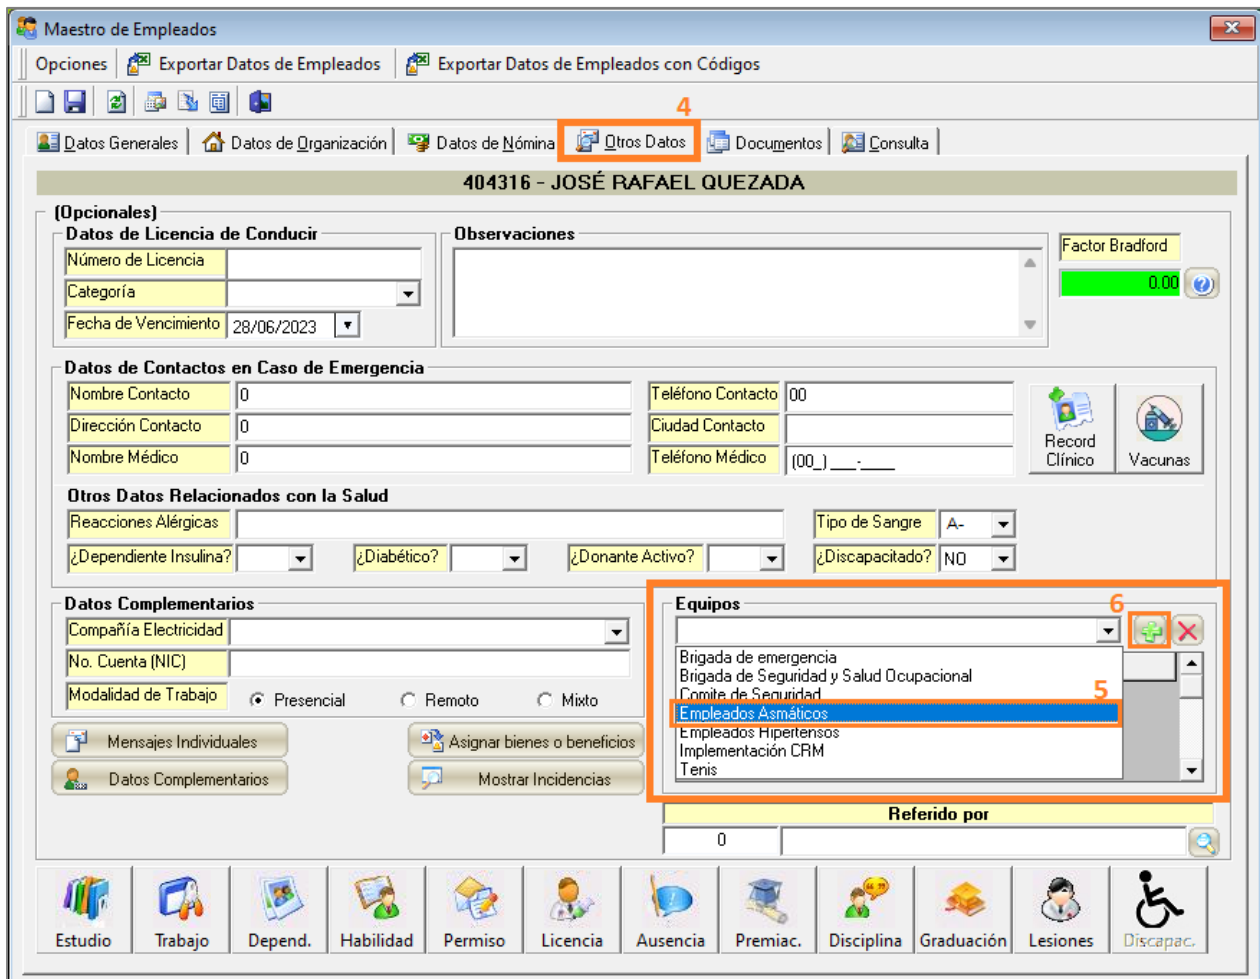 Maestro de Empleados
Opciones Exportar Datos de Empleados Exportar Datos de Empleados con Códigos
4
Datos Generales Datos de Organización Datos de Nómina Otros Datos Documentos Consulta
404316 - JOSÉ RAFAEL QUEZADA
(Opcionales)
Datos de Licencia de Conducir Observaciones
Factor Bradford
Número de Licencia
0.00
Categoría
Fecha de Vencimiento 28/06/2023
Datos de Contactos en Caso de Emergencia
Nombre Contacto 0 Teléfono Contacto 00
Dirección Contacto 0 Ciudad Contacto
Nombre Médico 0 Teléfono Médico (00_) ___-____
Record
Clínico
Vacunas
Otros Datos Relacionados con la Salud
Reacciones Alérgicas Tipo de Sangre A-
¿Dependiente Insulina? ¿Diabético? ¿Donante Activo? ¿Discapacitado? NO
Datos Complementarios Equipos 6
Compañía Electricidad
No. Cuenta (NIC)
Modalidad de Trabajo Presencial Remoto Mixto
Brigada de emergencia
Brigada de Seguridad y Salud Ocupacional
Comite de Seguridad
5
Empleados Asmáticos
Empleados Hipertensos
Implementación CRM
Tenis
Mensajes Individuales Asignar bienes o beneficios
Datos Complementarios Mostrar Incidencias
Referido por
0
Estudio Trabajo Depend. Habilidad Permiso Licencia Ausencia Premiac. Disciplina Graduación Lesiones Discapac.